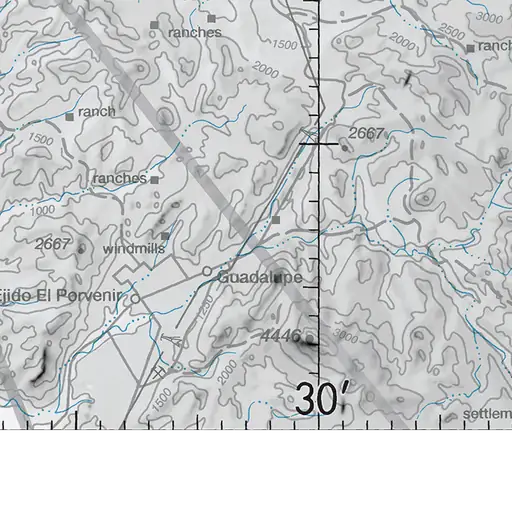 3000
ranches
2500
1500
2000
ranch
2000
ranch
2667
1500
ranches
1000
2667
windmills
Guadalupe
Ejido El Porvenir
1250
4446
3000
2000
30′
1500
settlem